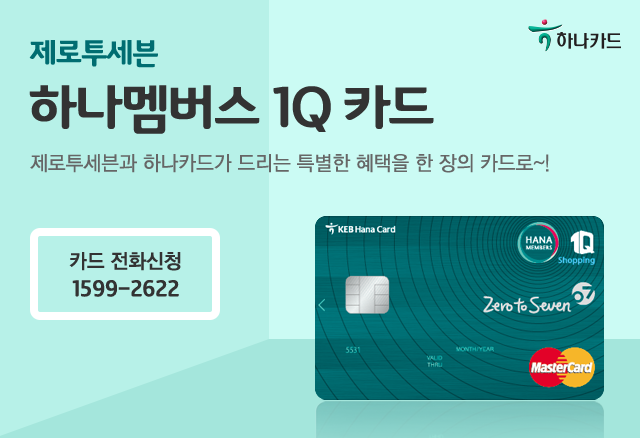 하나카드
제로투세븐
하나멤버스 1Q 카드
제로투세븐과 하나카드가 드리는 특별한 혜택을 한 장의 카드로~!
카드 전화신청
1599-2622
KEB Hana Card
HANA
MEMBERS
1Q
Shopping
Zero to Seven
07
5531
MONTH/YEAR
VALID
THRU
MasterCard